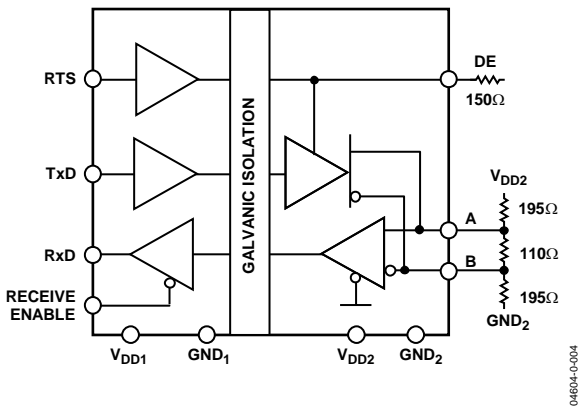 RTS
DE
150Ω
GALVANIC ISOLATION
TxD
VDD2
195Ω
A
110Ω
RxD
B
RECEIVE
ENABLE
195Ω
GND2
VDD1
GND1
VDD2
GND2
04604-0-004